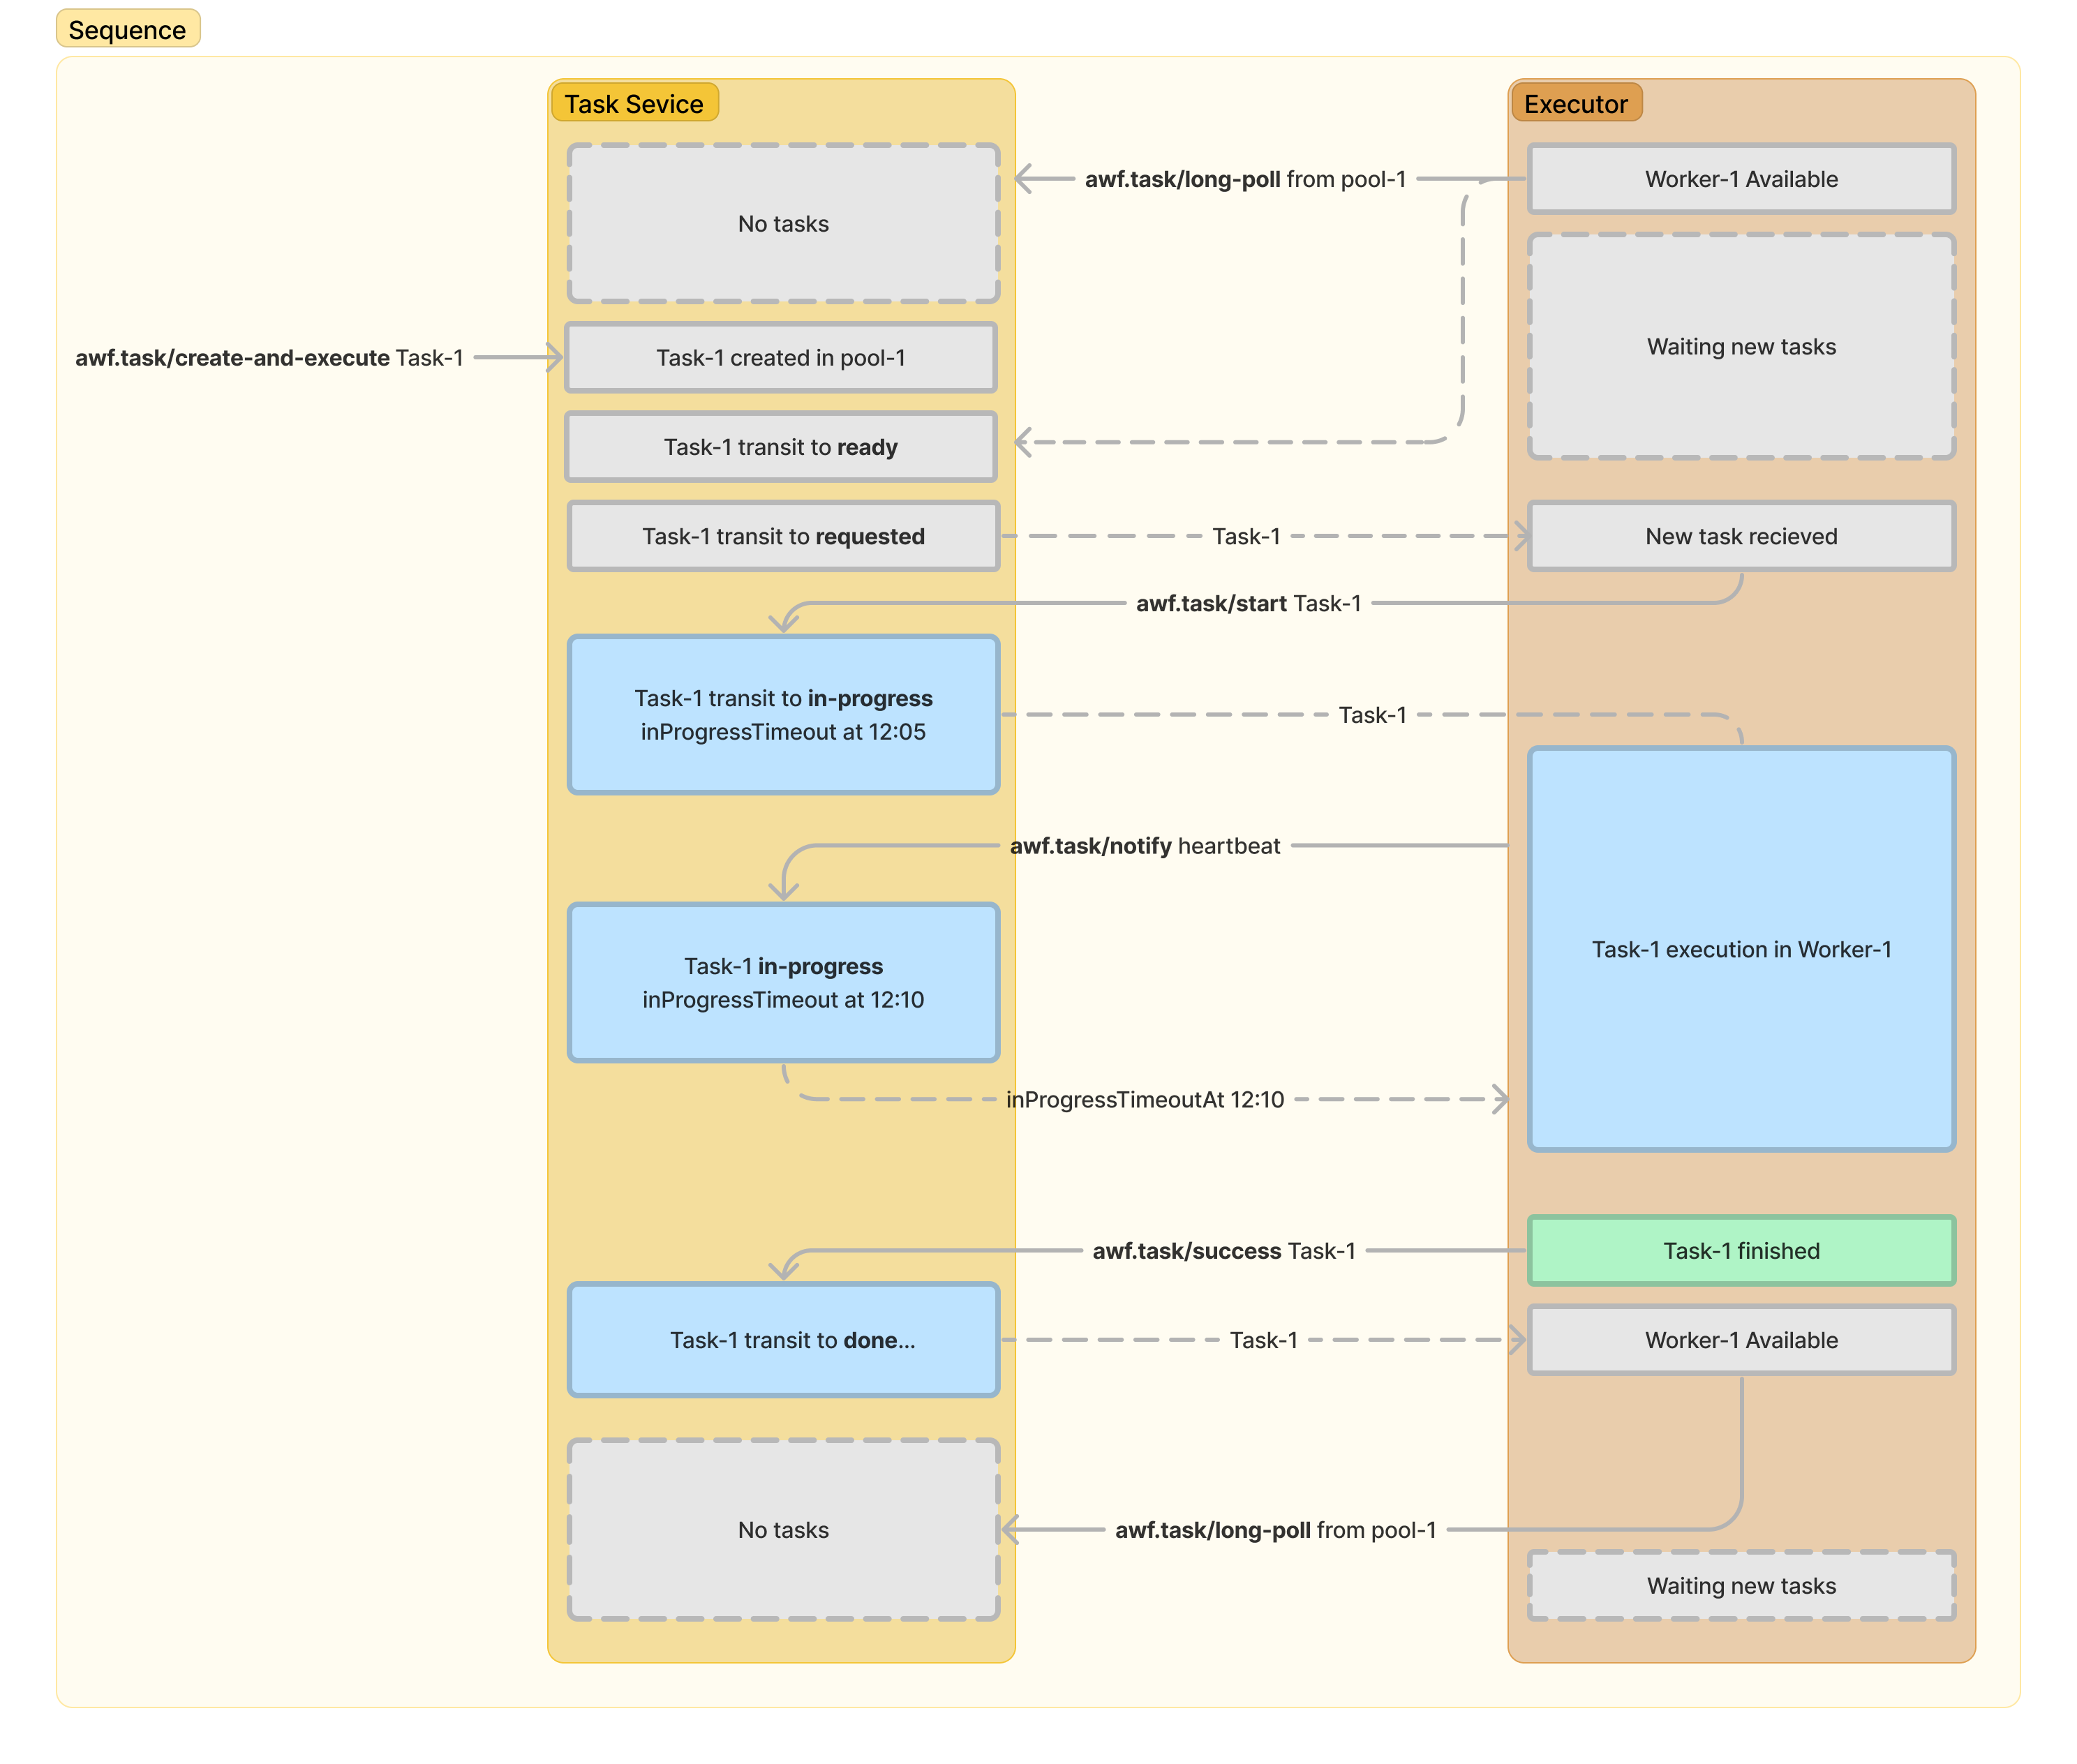 Sequence
Task Sevice
Executor
awf.task/long-poll from pool-1
Worker-1 Available
No tasks
Waiting new tasks
awf.task/create-and-execute Task-1
Task-1 created in pool-1
Task-1 transit to ready
Task-1 transit to requested
Task-1
New task recieved
awf.task/start Task-1
Task-1 transit to in-progress
inProgressTimeout at 12:05
Task-1
awf.task/notify heartbeat
Task-1 in-progress
inProgressTimeout at 12:10
Task-1 execution in Worker-1
inProgressTimeoutAt 12:10
awf.task/success Task-1
Task-1 finished
Task-1 transit to done...
Task-1
Worker-1 Available
No tasks
awf.task/long-poll from pool-1
Waiting new tasks